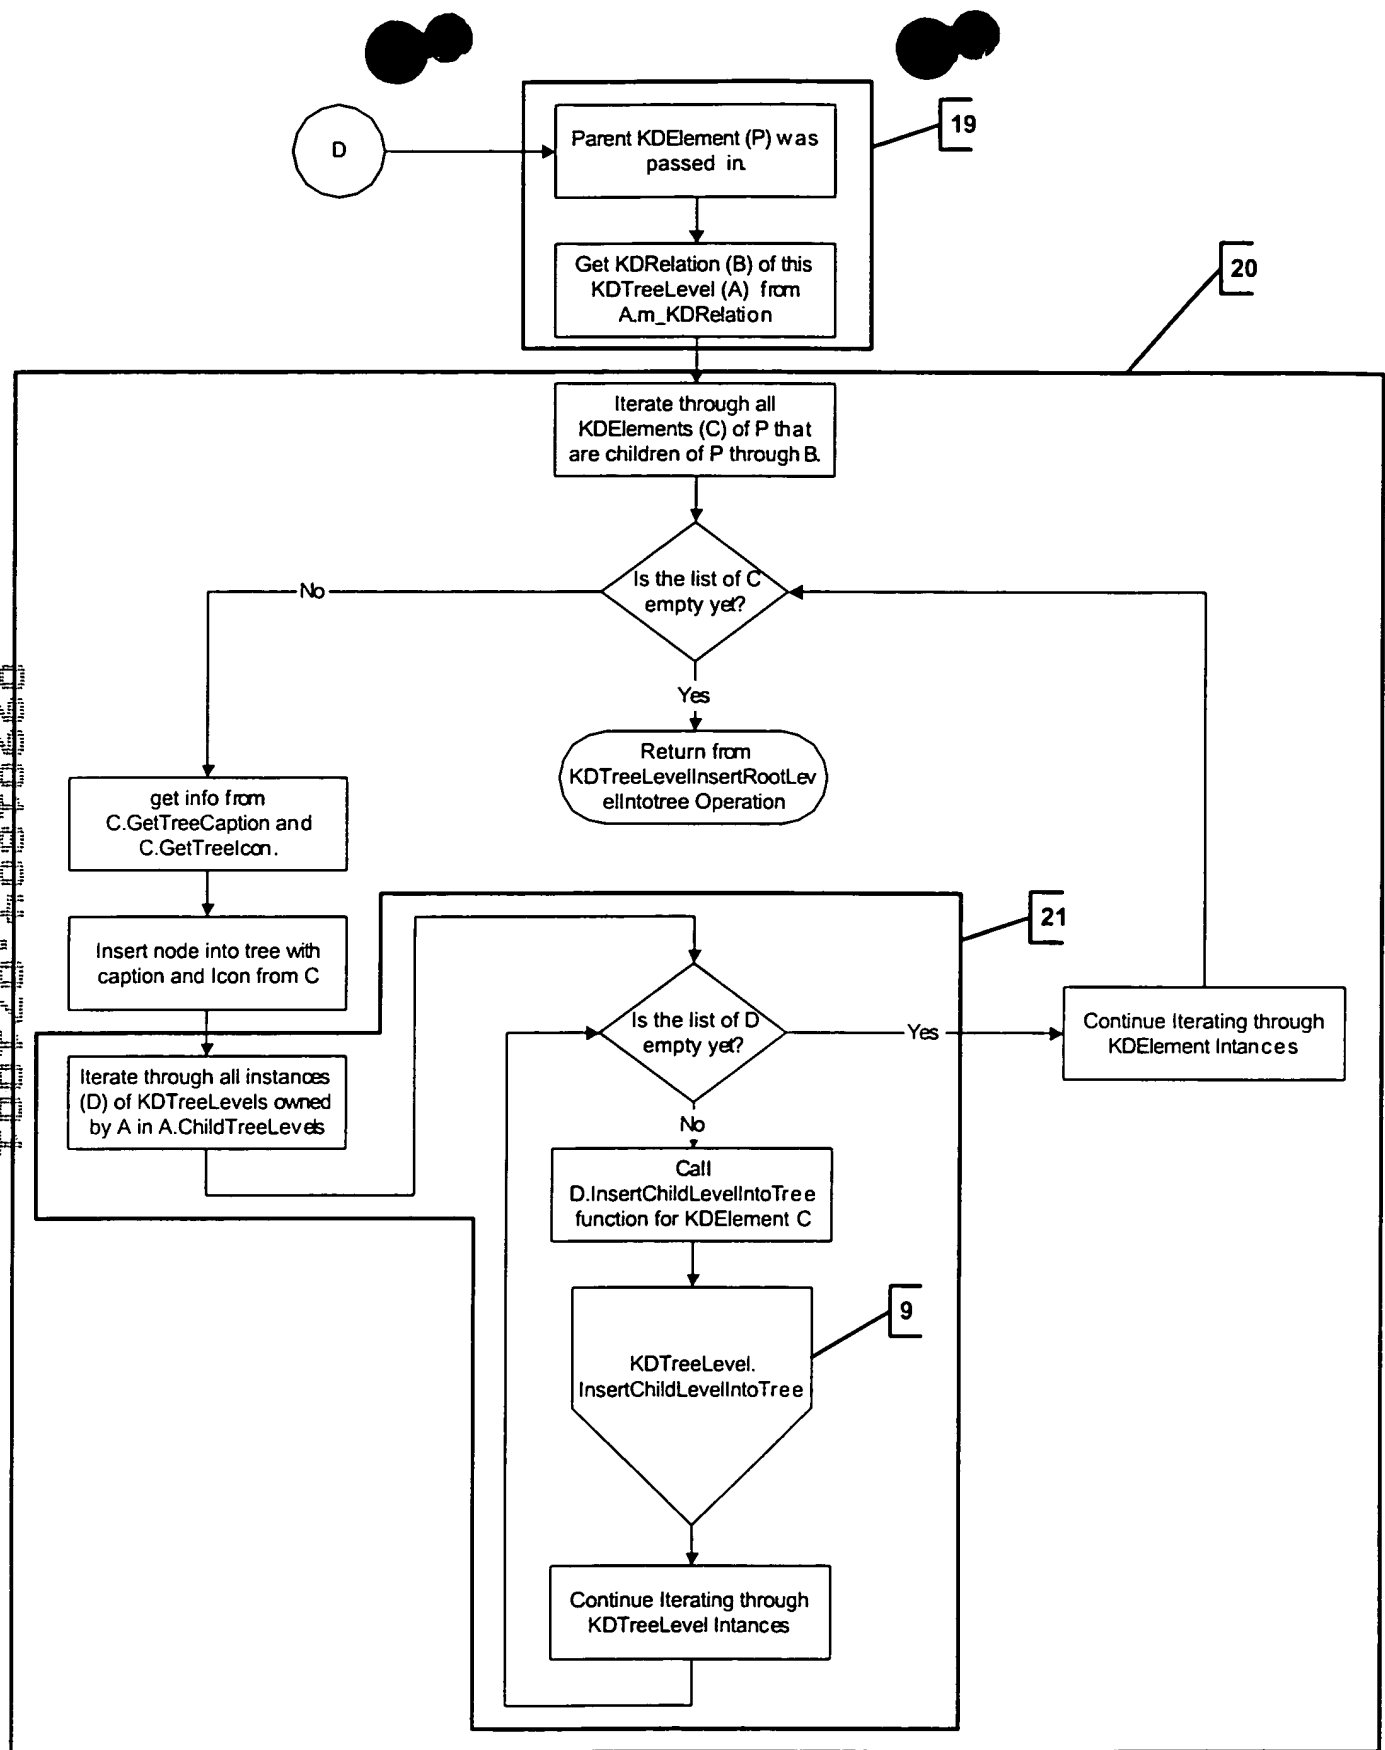 D
Parent KDElement (P) was
passed in.
19
Get KDRelation (B) of this
KDTreeLevel (A) from
A.m_KDRelation
20
Iterate through all
KDElements (C) of P that
are children of P through B.
Is the list of C
empty yet?
No
Yes
Return from
KDTreeLevelInsertRootLev
elIntotree Operation
get info from
C.GetTreeCaption and
C.GetTreeIcon.
Insert node into tree with
caption and Icon from C
21
Is the list of D
empty yet?
Yes
Continue Iterating through
KDElement Intances
Iterate through all instances
(D) of KDTreeLevels owned
by A in A.ChildTreeLevels
No
Call
D.InsertChildLevelIntoTree
function for KDElement C
9
KDTreeLevel.
InsertChildLevelIntoTree
Continue Iterating through
KDTreeLevel Intances